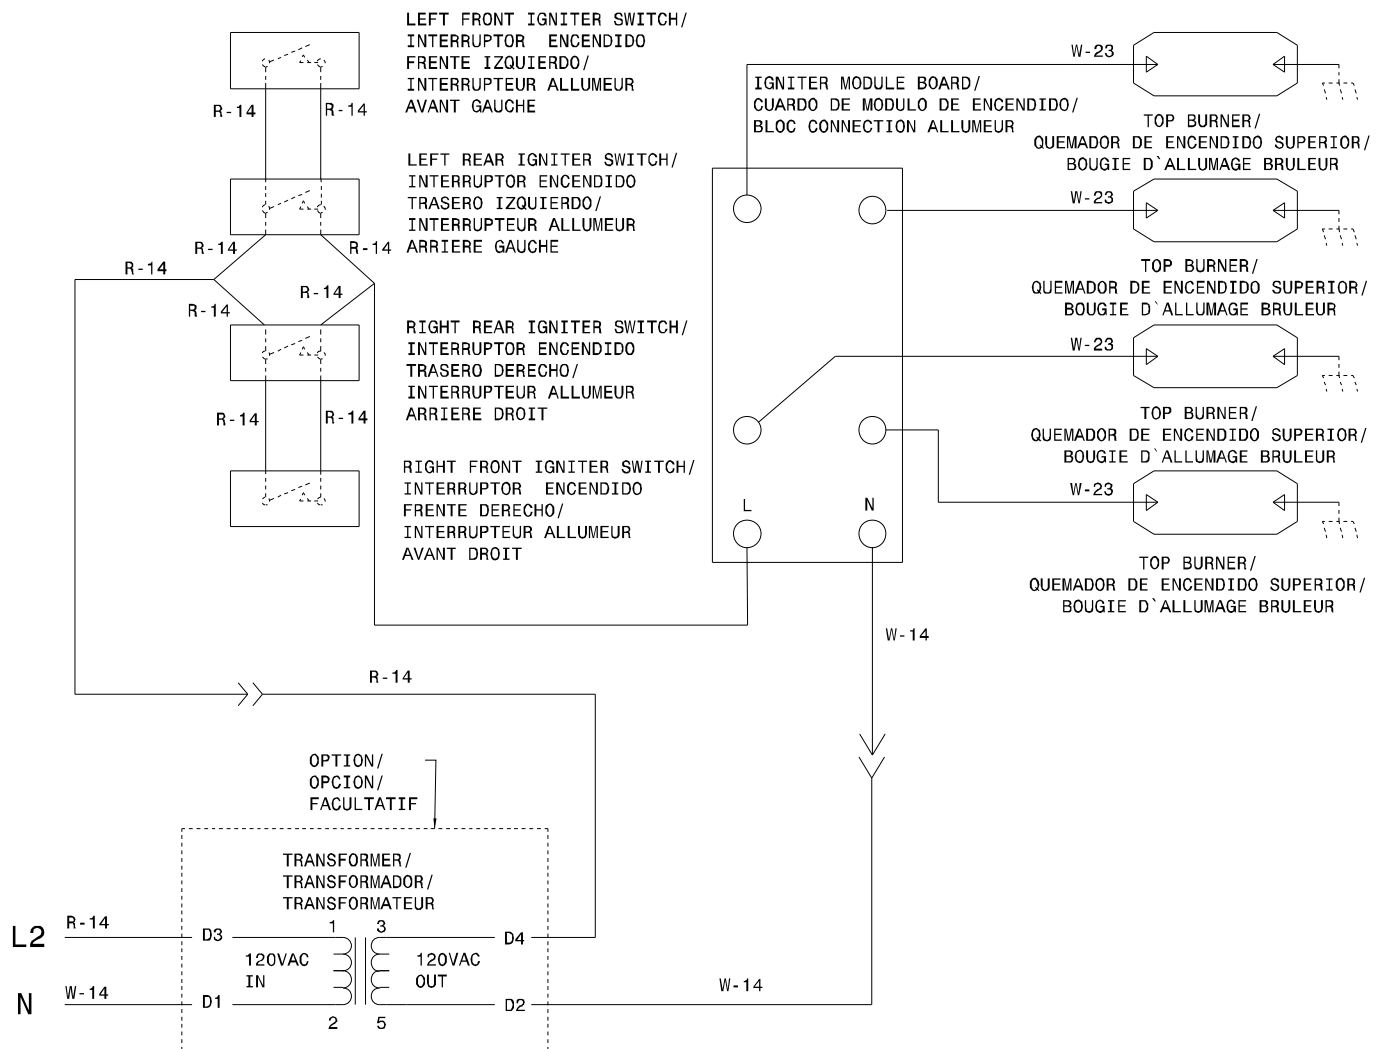 LEFT FRONT IGNITER SWITCH/
INTERRUPTOR ENCENDIDO
FRENTE IZQUIERDO/
INTERRUPTEUR ALLUMEUR
AVANT GAUCHE
R-14
R-14
LEFT REAR IGNITER SWITCH/
INTERRUPTOR ENCENDIDO
TRASERO IZQUIERDO/
INTERRUPTEUR ALLUMEUR
ARRIERE GAUCHE
R-14
R-14
R-14
R-14
R-14
RIGHT REAR IGNITER SWITCH/
INTERRUPTOR ENCENDIDO
TRASERO DERECHO/
INTERRUPTEUR ALLUMEUR
ARRIERE DROIT
R-14
R-14
RIGHT FRONT IGNITER SWITCH/
INTERRUPTOR ENCENDIDO
FRENTE DERECHO/
INTERRUPTEUR ALLUMEUR
AVANT DROIT
IGNITER MODULE BOARD/
CUARDO DE MODULO DE ENCENDIDO/
BLOC CONNECTION ALLUMEUR
L
N
W-23
TOP BURNER/
QUEMADOR DE ENCENDIDO SUPERIOR/
BOUGIE D`ALLUMAGE BRULEUR
W-23
TOP BURNER/
QUEMADOR DE ENCENDIDO SUPERIOR/
BOUGIE D`ALLUMAGE BRULEUR
W-23
TOP BURNER/
QUEMADOR DE ENCENDIDO SUPERIOR/
BOUGIE D`ALLUMAGE BRULEUR
W-23
TOP BURNER/
QUEMADOR DE ENCENDIDO SUPERIOR/
BOUGIE D`ALLUMAGE BRULEUR
W-14
R-14
OPTION/
OPCION/
FACULTATIF
TRANSFORMER/
TRANSFORMADOR/
TRANSFORMATEUR
L2
R-14
D3
1
3
D4
120VAC
IN
120VAC
OUT
N
W-14
D1
2
5
D2
W-14